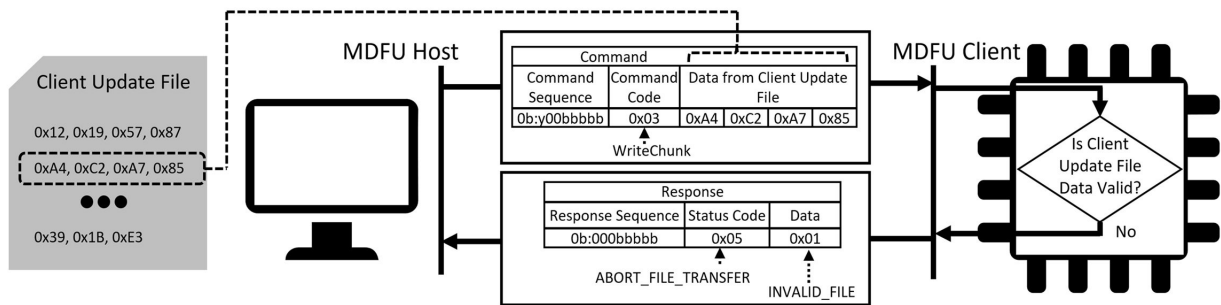 Client Update File
0x12, 0x19, 0x57, 0x87
0xA4, 0xC2, 0xA7, 0x85
•••
0x39, 0x1B, 0xE3
MDFU Host
Command
Command Sequence
Command Code
Data from Client Update File
0b:y00bbbbb 0x03 0xA4 0xC2 0xA7 0x85
WriteChunk
Response
Response Sequence Status Code Data
0b:000bbbbb 0x05 0x01
ABORT_FILE_TRANSFER
INVALID_FILE
MDFU Client
Is Client
Update File
Data Valid?
No